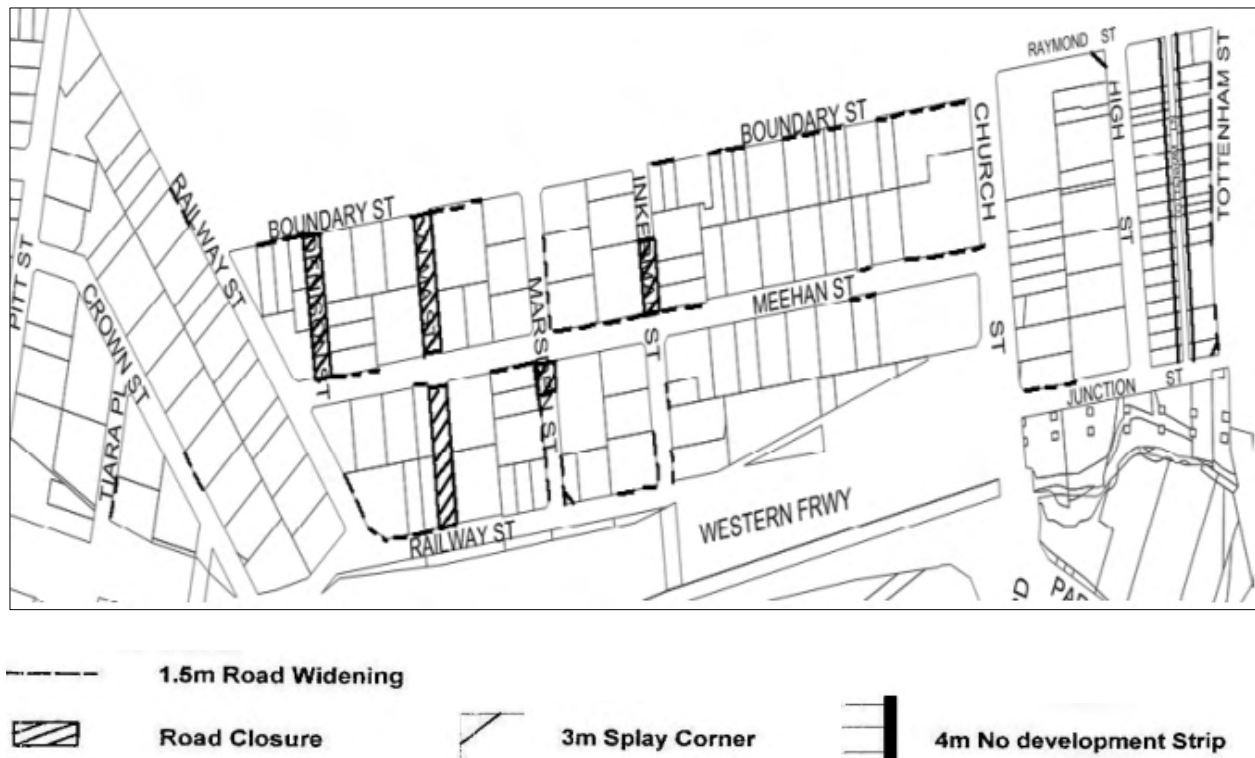 RAYMOND ST
HIGH
ST
TOTTENHAM ST
BOUNDARY ST
CHURCH
ST
RAILWAY ST
BOUNDARY ST
PITT ST
CROWN ST
TIARA PL
ST
MEEHAN ST
ST
JUNCTION ST
RAILWAY ST
WESTERN FRWY
1.5m Road Widening
Road Closure
3m Splay Corner
4m No development Strip